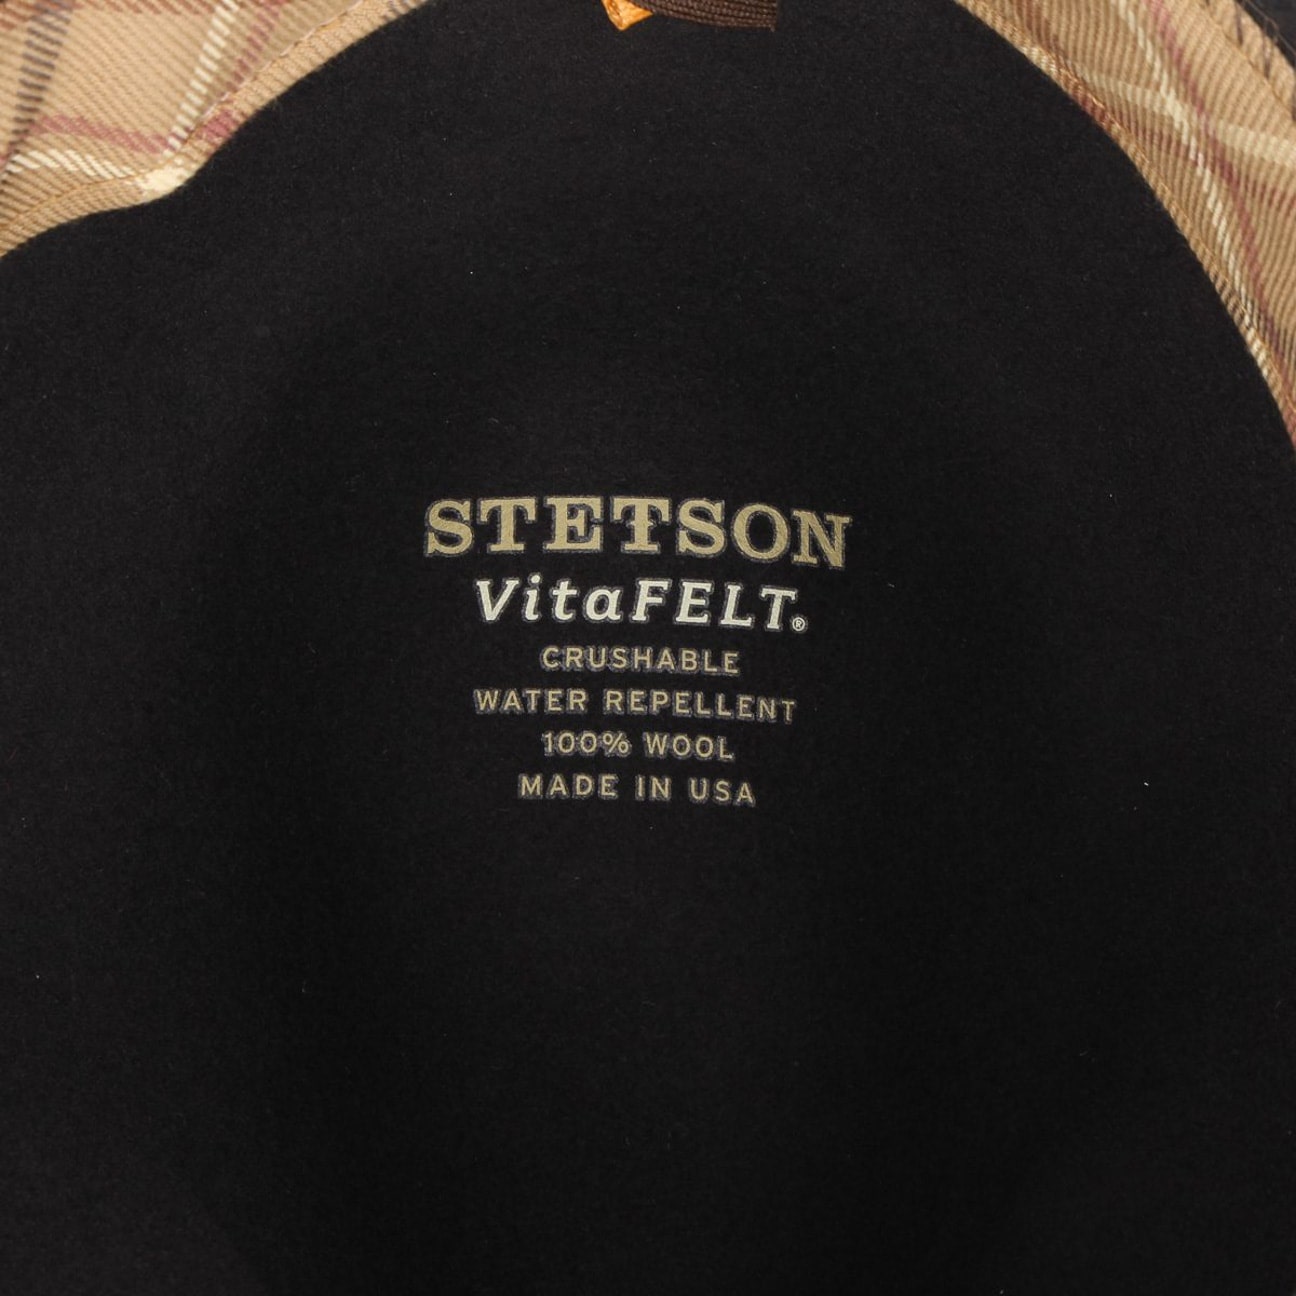 STETSON
VitaFELT®
CRUSHABLE
WATER REPELLENT
100% WOOL
MADE IN USA